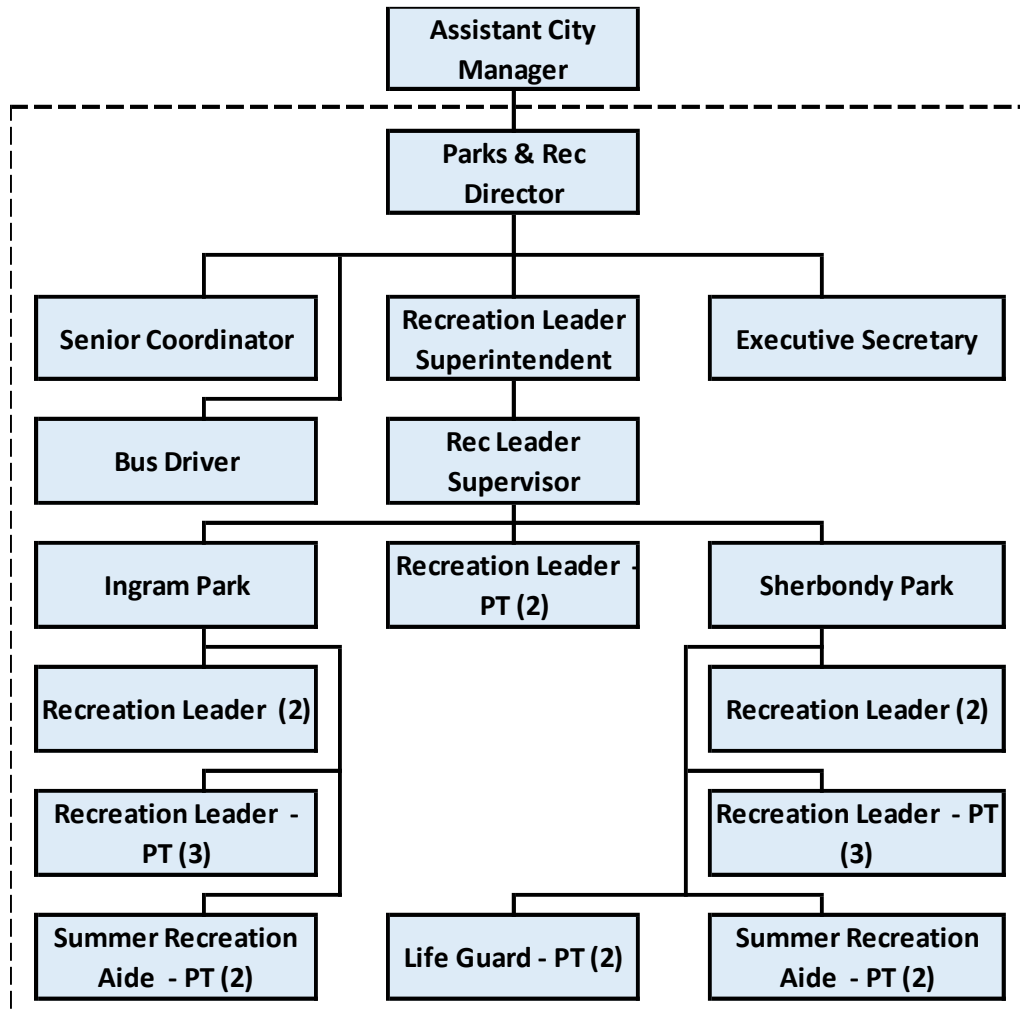 Assistant City
Manager
Parks & Rec
Director
Senior Coordinator
Recreation Leader
Superintendent
Executive Secretary
Bus Driver
Rec Leader
Supervisor
Ingram Park
Recreation Leader -
PT (2)
Sherbondy Park
Recreation Leader (2)
Recreation Leader (2)
Recreation Leader -
PT (3)
Recreation Leader - PT
(3)
Summer Recreation
Aide - PT (2)
Life Guard - PT (2)
Summer Recreation
Aide - PT (2)